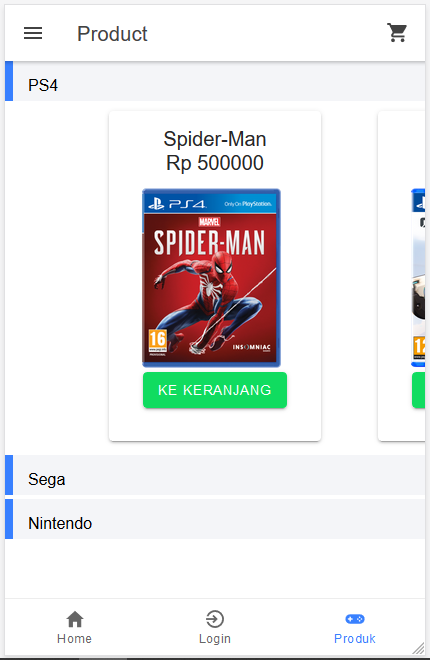 Product
PS4
Spider-Man
Rp 500000
PS4
Only On PlayStation.
MARVEL
SPIDER-MAN
16
INSOMNIAC
KE KERANJANG
12
Sega
Nintendo
Home
Login
Produk